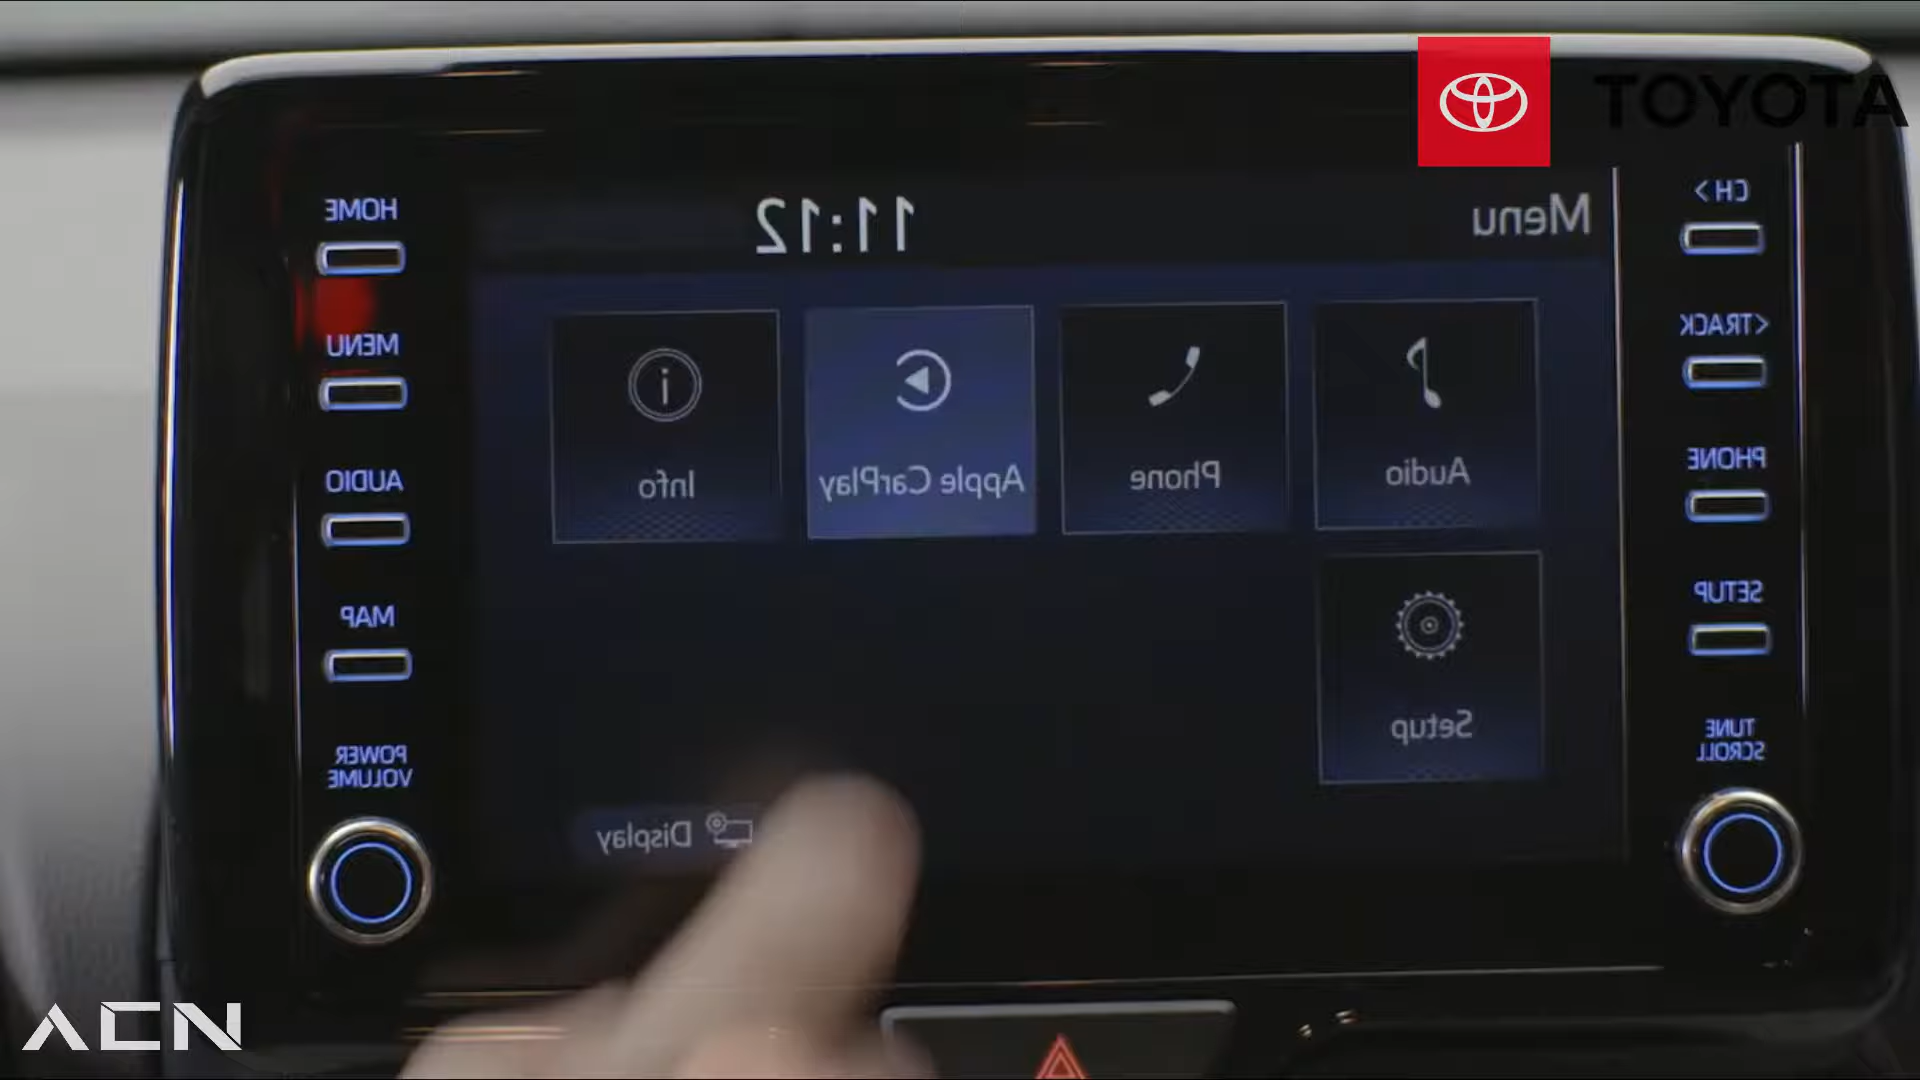 TOYOTA
HOME
MENU
AUDIO
MAP
POWER
VOLUME
11:12
Menu
Info
Apple CarPlay
Phone
Audio
Setup
Display
CH >
< TRACK
PHONE
SETUP
TUNE
SCROLL
ACN